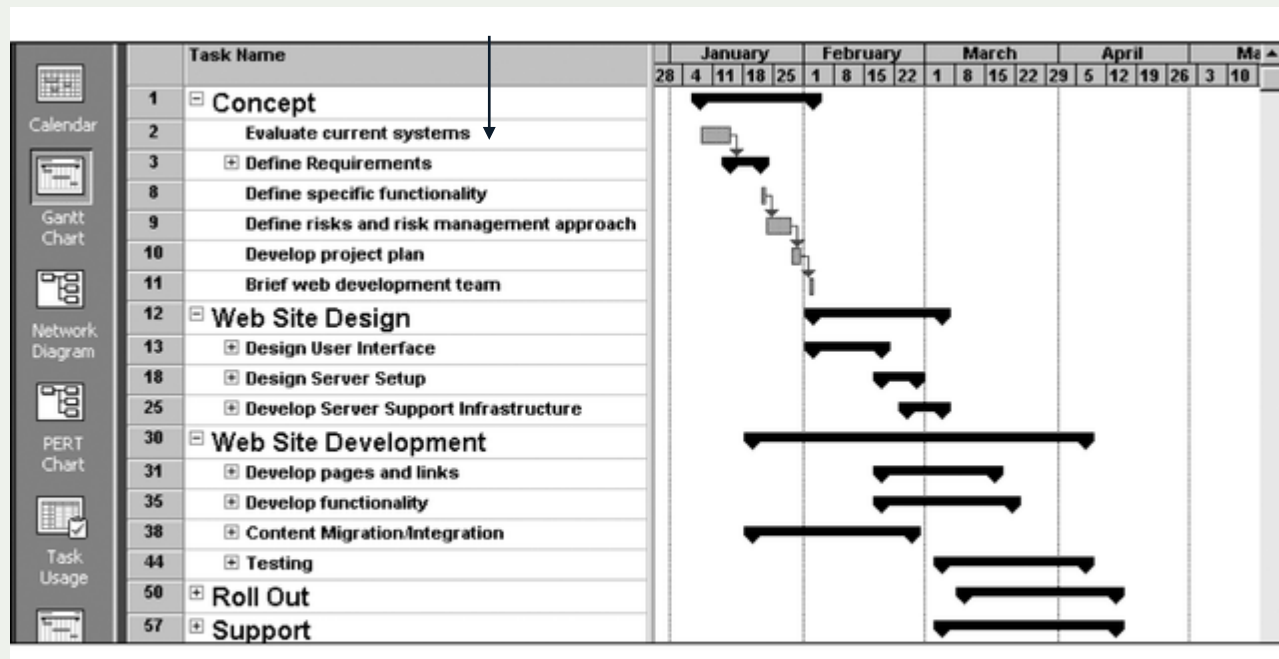 Task Name
January February March April Ma
28 4 11 18 25 1 8 15 22 1 8 15 22 29 5 12 19 26 3 10
Calendar
Gantt
Chart
Network
Diagram
PERT
Chart
Task
Usage
1 Concept
2 Evaluate current systems
3 Define Requirements
8 Define specific functionality
9 Define risks and risk management approach
10 Develop project plan
11 Brief web development team
12 Web Site Design
13 Design User Interface
18 Design Server Setup
25 Develop Server Support Infrastructure
30 Web Site Development
31 Develop pages and links
35 Develop functionality
38 Content Migration/Integration
44 Testing
50 Roll Out
57 Support